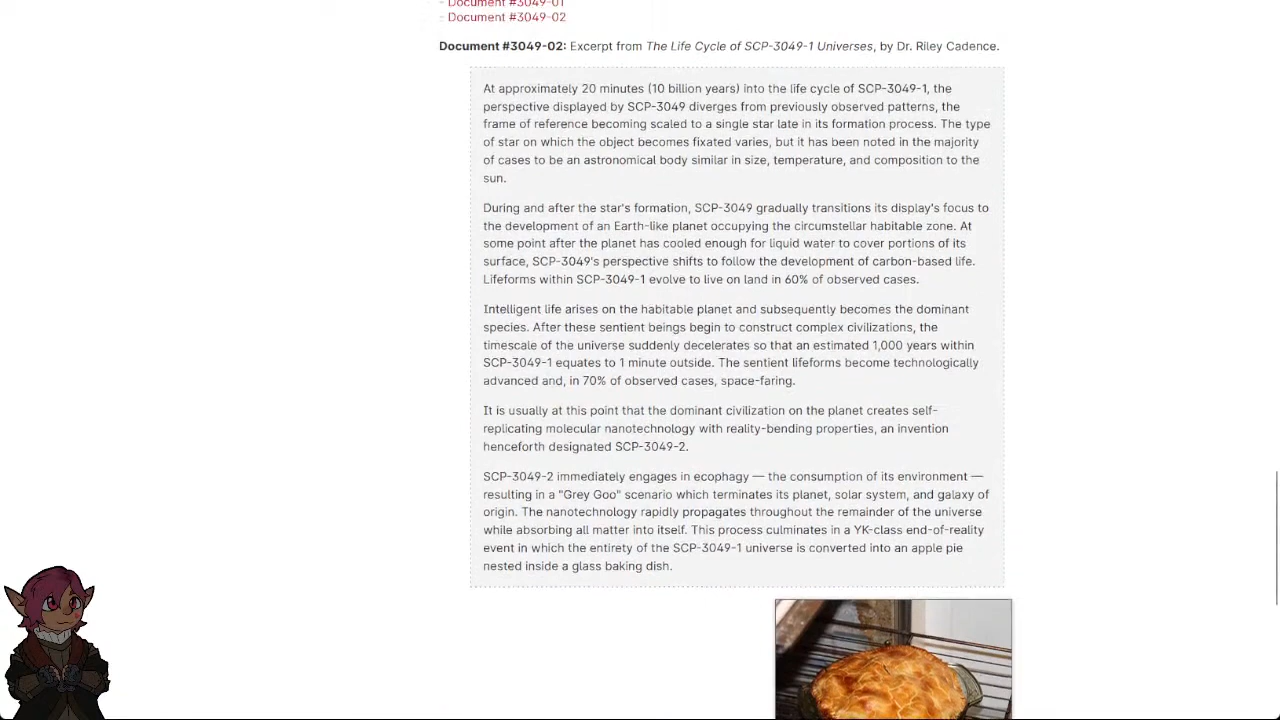 – Document #3049-01
– Document #3049-02
Document #3049-02: Excerpt from The Life Cycle of SCP-3049-1 Universes, by Dr. Riley Cadence.
At approximately 20 minutes (10 billion years) into the life cycle of SCP-3049-1, the
perspective displayed by SCP-3049 diverges from previously observed patterns, the
frame of reference becoming scaled to a single star late in its formation process. The type
of star on which the object becomes fixated varies, but it has been noted in the majority
of cases to be an astronomical body similar in size, temperature, and composition to the
sun.
During and after the star's formation, SCP-3049 gradually transitions its display's focus to
the development of an Earth-like planet occupying the circumstellar habitable zone. At
some point after the planet has cooled enough for liquid water to cover portions of its
surface, SCP-3049's perspective shifts to follow the development of carbon-based life.
Lifeforms within SCP-3049-1 evolve to live on land in 60% of observed cases.
Intelligent life arises on the habitable planet and subsequently becomes the dominant
species. After these sentient beings begin to construct complex civilizations, the
timescale of the universe suddenly decelerates so that an estimated 1,000 years within
SCP-3049-1 equates to 1 minute outside. The sentient lifeforms become technologically
advanced and, in 70% of observed cases, space-faring.
It is usually at this point that the dominant civilization on the planet creates self-
replicating molecular nanotechnology with reality-bending properties, an invention
henceforth designated SCP-3049-2.
SCP-3049-2 immediately engages in ecophagy — the consumption of its environment —
resulting in a "Grey Goo" scenario which terminates its planet, solar system, and galaxy of
origin. The nanotechnology rapidly propagates throughout the remainder of the universe
while absorbing all matter into itself. This process culminates in a YK-class end-of-reality
event in which the entirety of the SCP-3049-1 universe is converted into an apple pie
nested inside a glass baking dish.